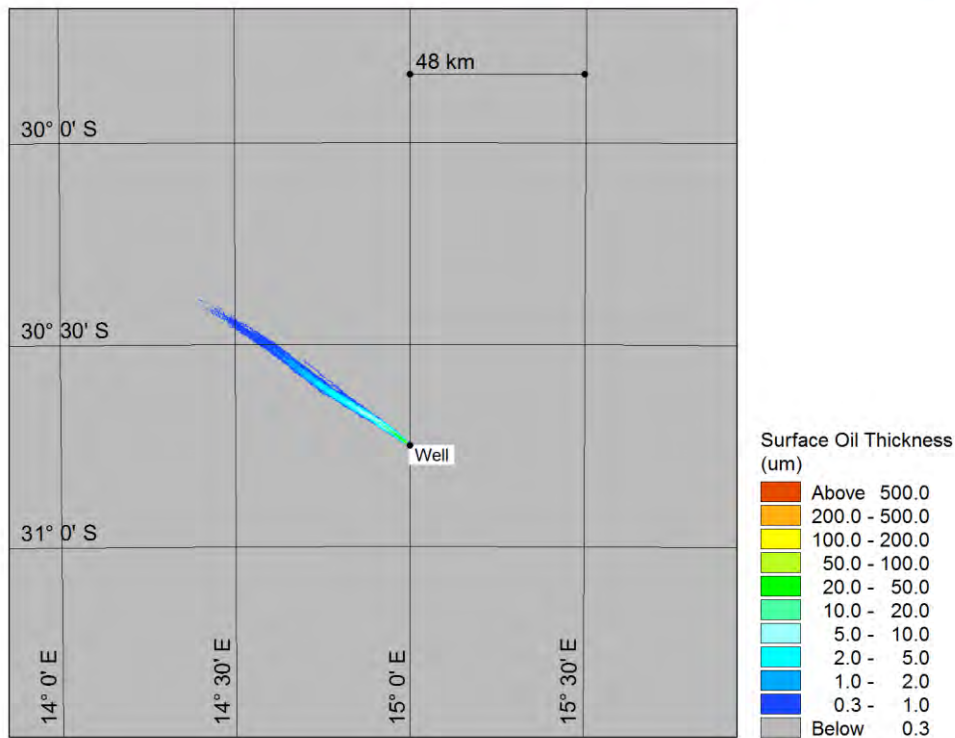 48 km
30° 0' S
30° 30' S
Well
31° 0' S
14° 0' E
14° 30' E
15° 0' E
15° 30' E
Surface Oil Thickness
(um)
Above 500.0
200.0 - 500.0
100.0 - 200.0
50.0 - 100.0
20.0 - 50.0
10.0 - 20.0
5.0 - 10.0
2.0 - 5.0
1.0 - 2.0
0.3 - 1.0
Below 0.3